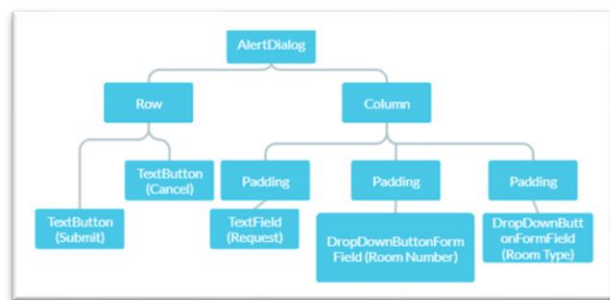 AlertDialog
Row
Column
TextButton
(Cancel)
Padding
Padding
Padding
TextButton
(Submit)
TextField
(Request)
DropDownButtonForm
Field (Room Number)
DropDownButt
onFormField
(Room Type)